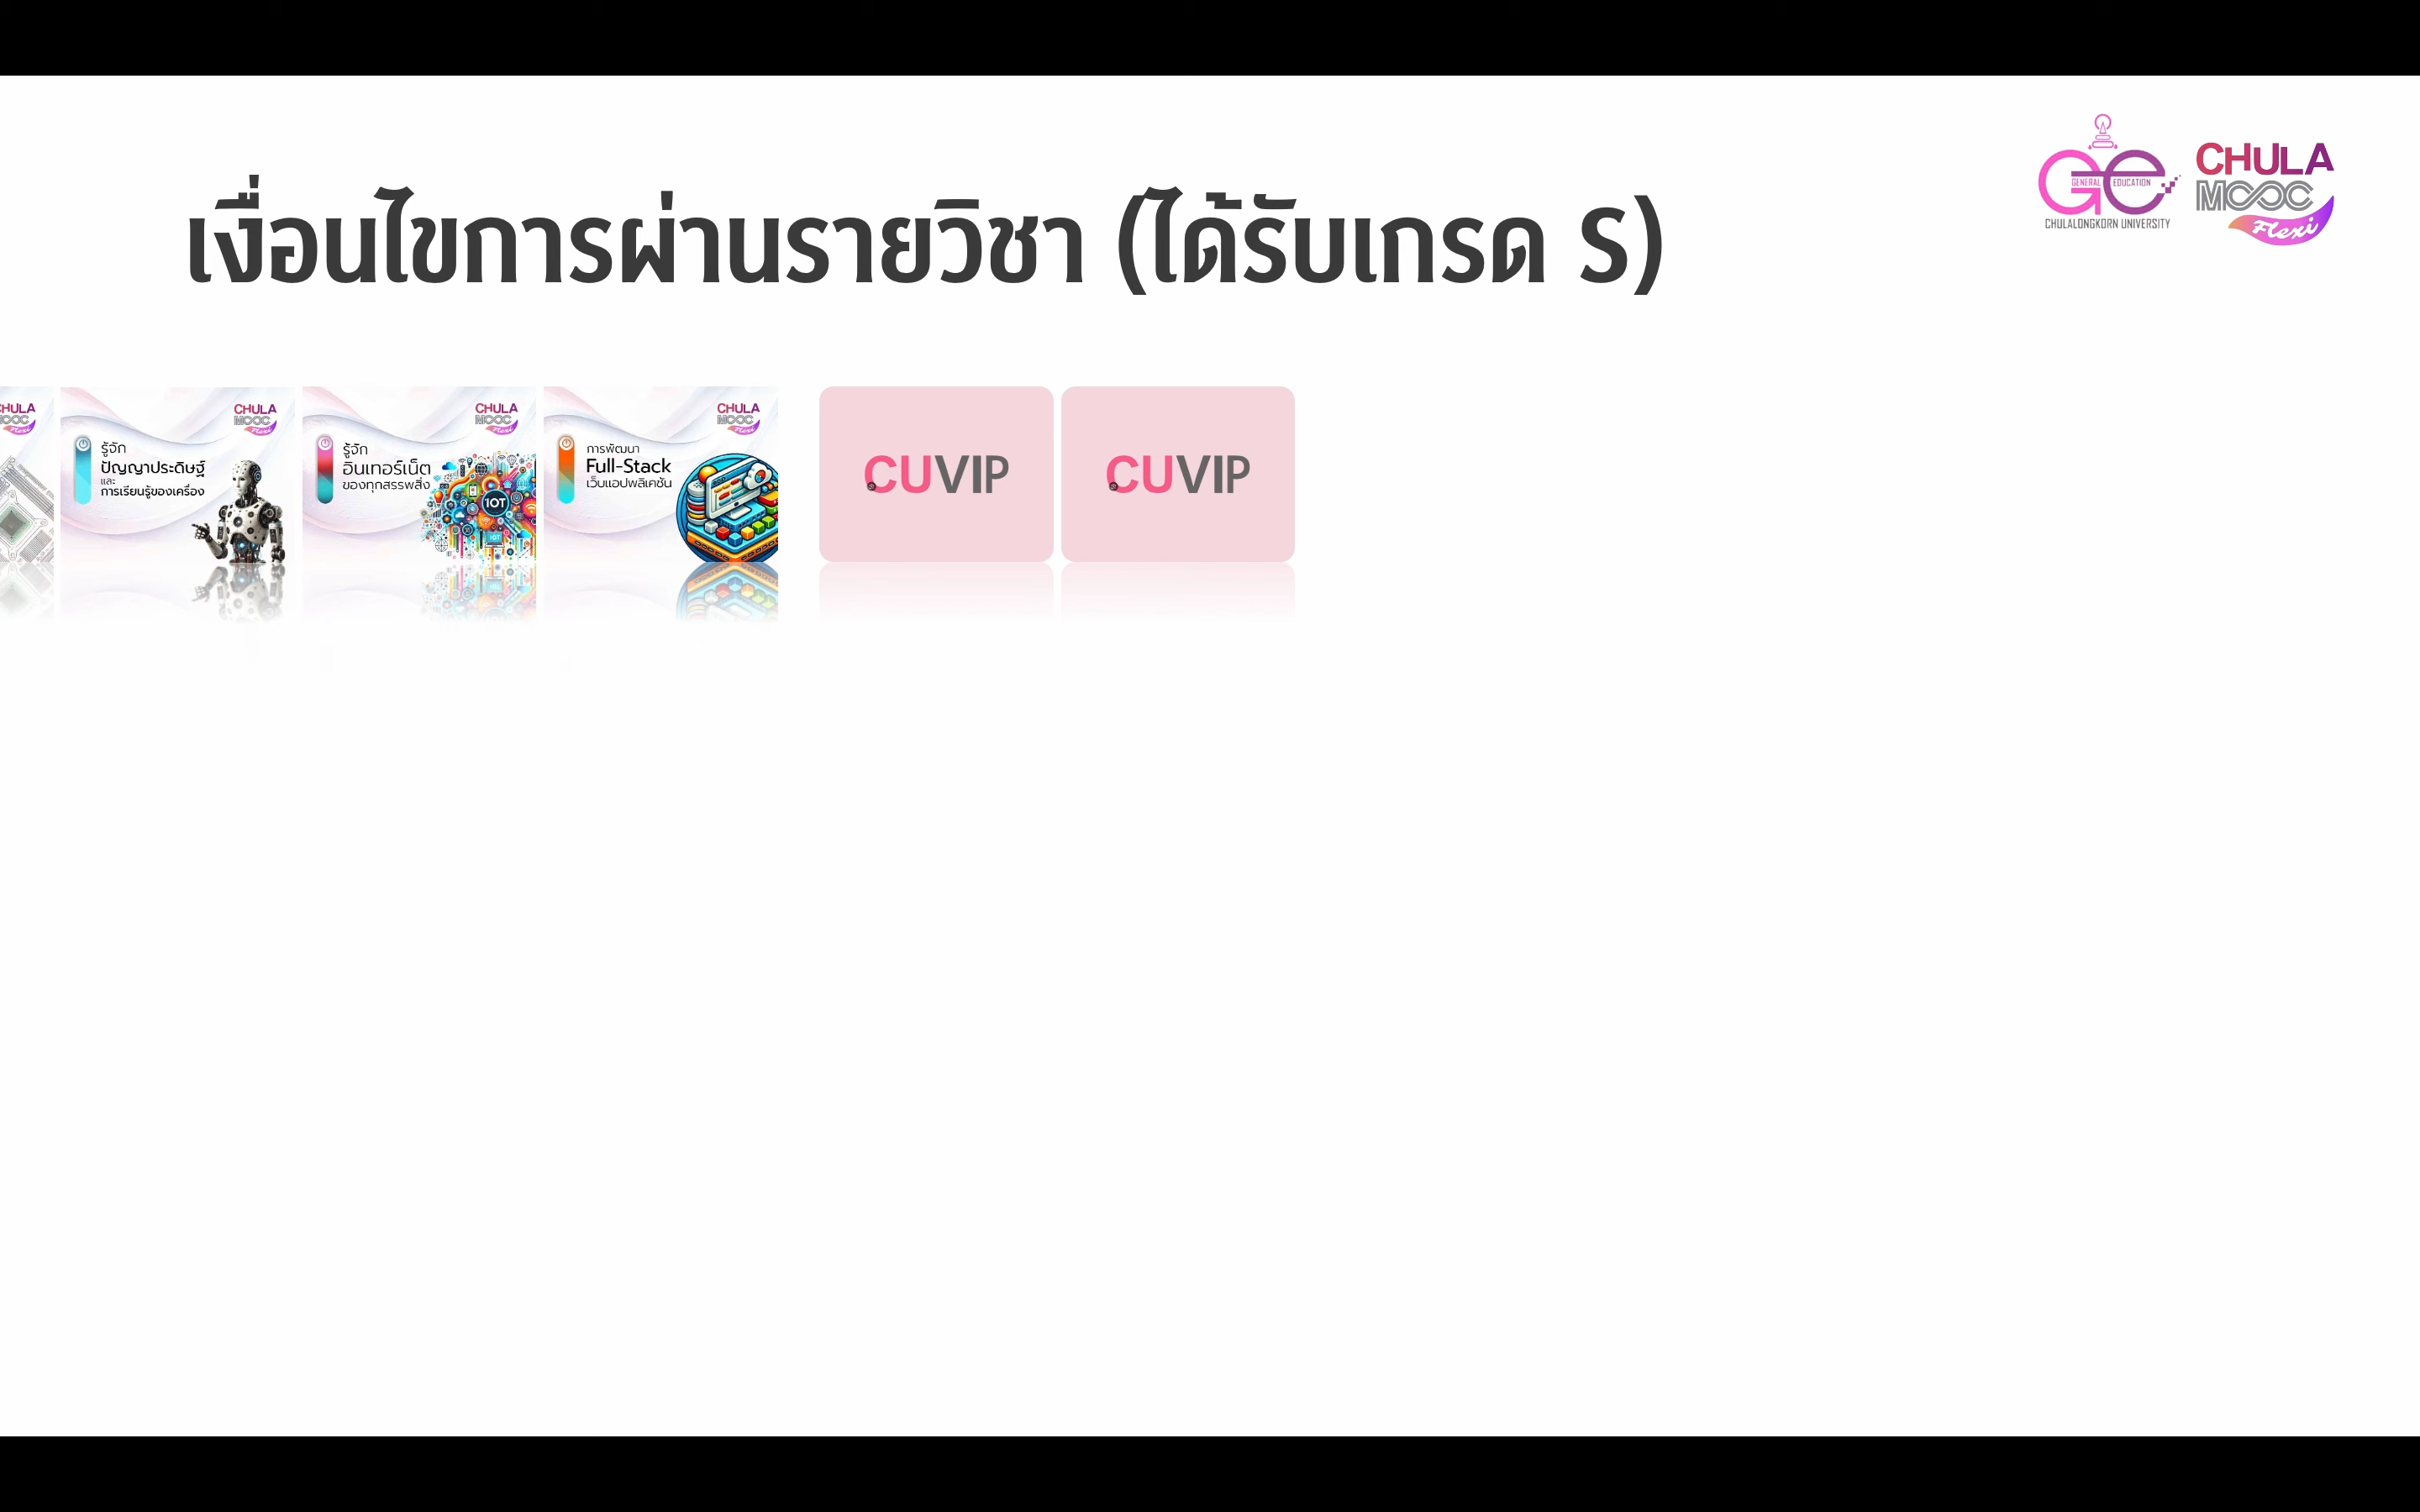 เงื่อนไขการผ่านรายวิชา (ได้รับเกรด S)
GE
GENERAL EDUCATION
CHULALONGKORN UNIVERSITY
CHULA
MOOC
Flexi
CHULA
MOOC
Flexi
รู้จัก
ปัญญาประดิษฐ์
และ
การเรียนรู้ของเครื่อง
CHULA
MOOC
Flexi
รู้จัก
อินเทอร์เน็ต
ของทุกสรรพสิ่ง
IOT
IOT
CHULA
MOOC
Flexi
การพัฒนา
Full-Stack
เว็บแอปพลิเคชัน
CUVIP
CUVIP